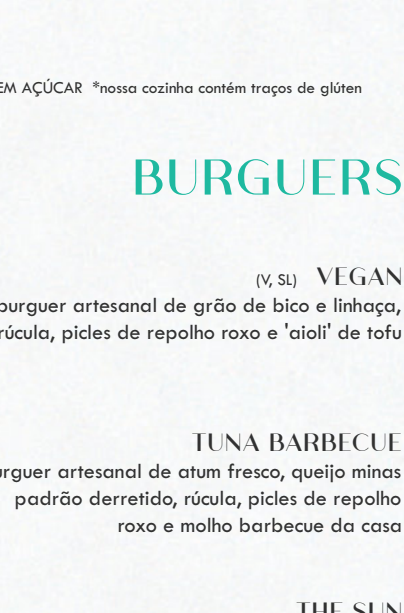 AÇÚCAR *nossa cozinha contém traços de glúten
BURGUERS
(V, SL) VEGAN
burguer artesanal de grão de bico e linhaça,
rúcula, picles de repolho roxo e 'aioli' de tofu
TUNA BARBECUE
artesanal de atum fresco, queijo minas
padrão derretido, rúcula, picles de repolho
roxo e molho barbecue da casa
THE SUN